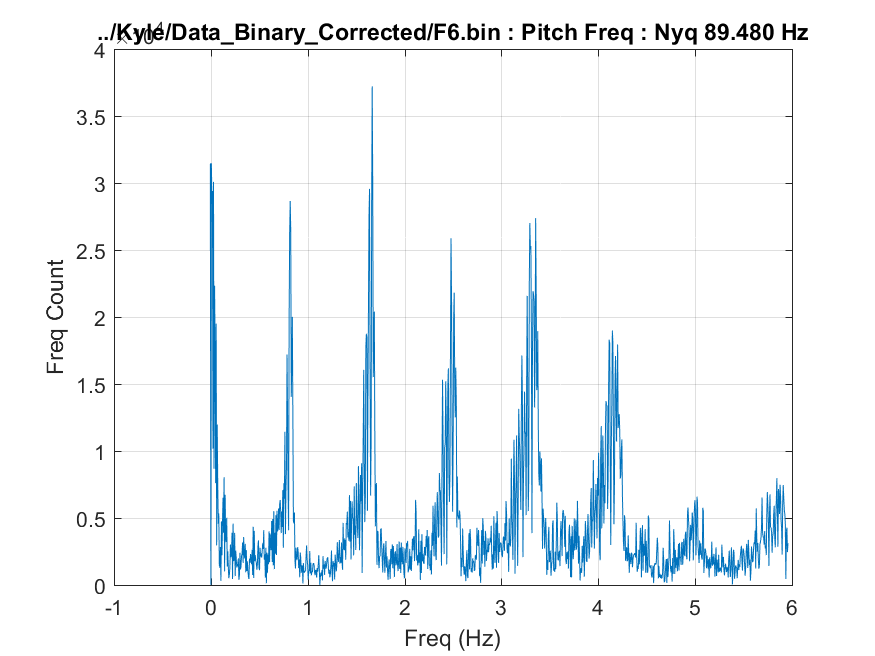 ../Kyle/Data_Binary_Corrected/F6.bin : Pitch Freq : Nyq 89.480 Hz
×10⁴
4
3.5
3
2.5
2
1.5
1
0.5
0
Freq Count
-1 0 1 2 3 4 5 6
Freq (Hz)